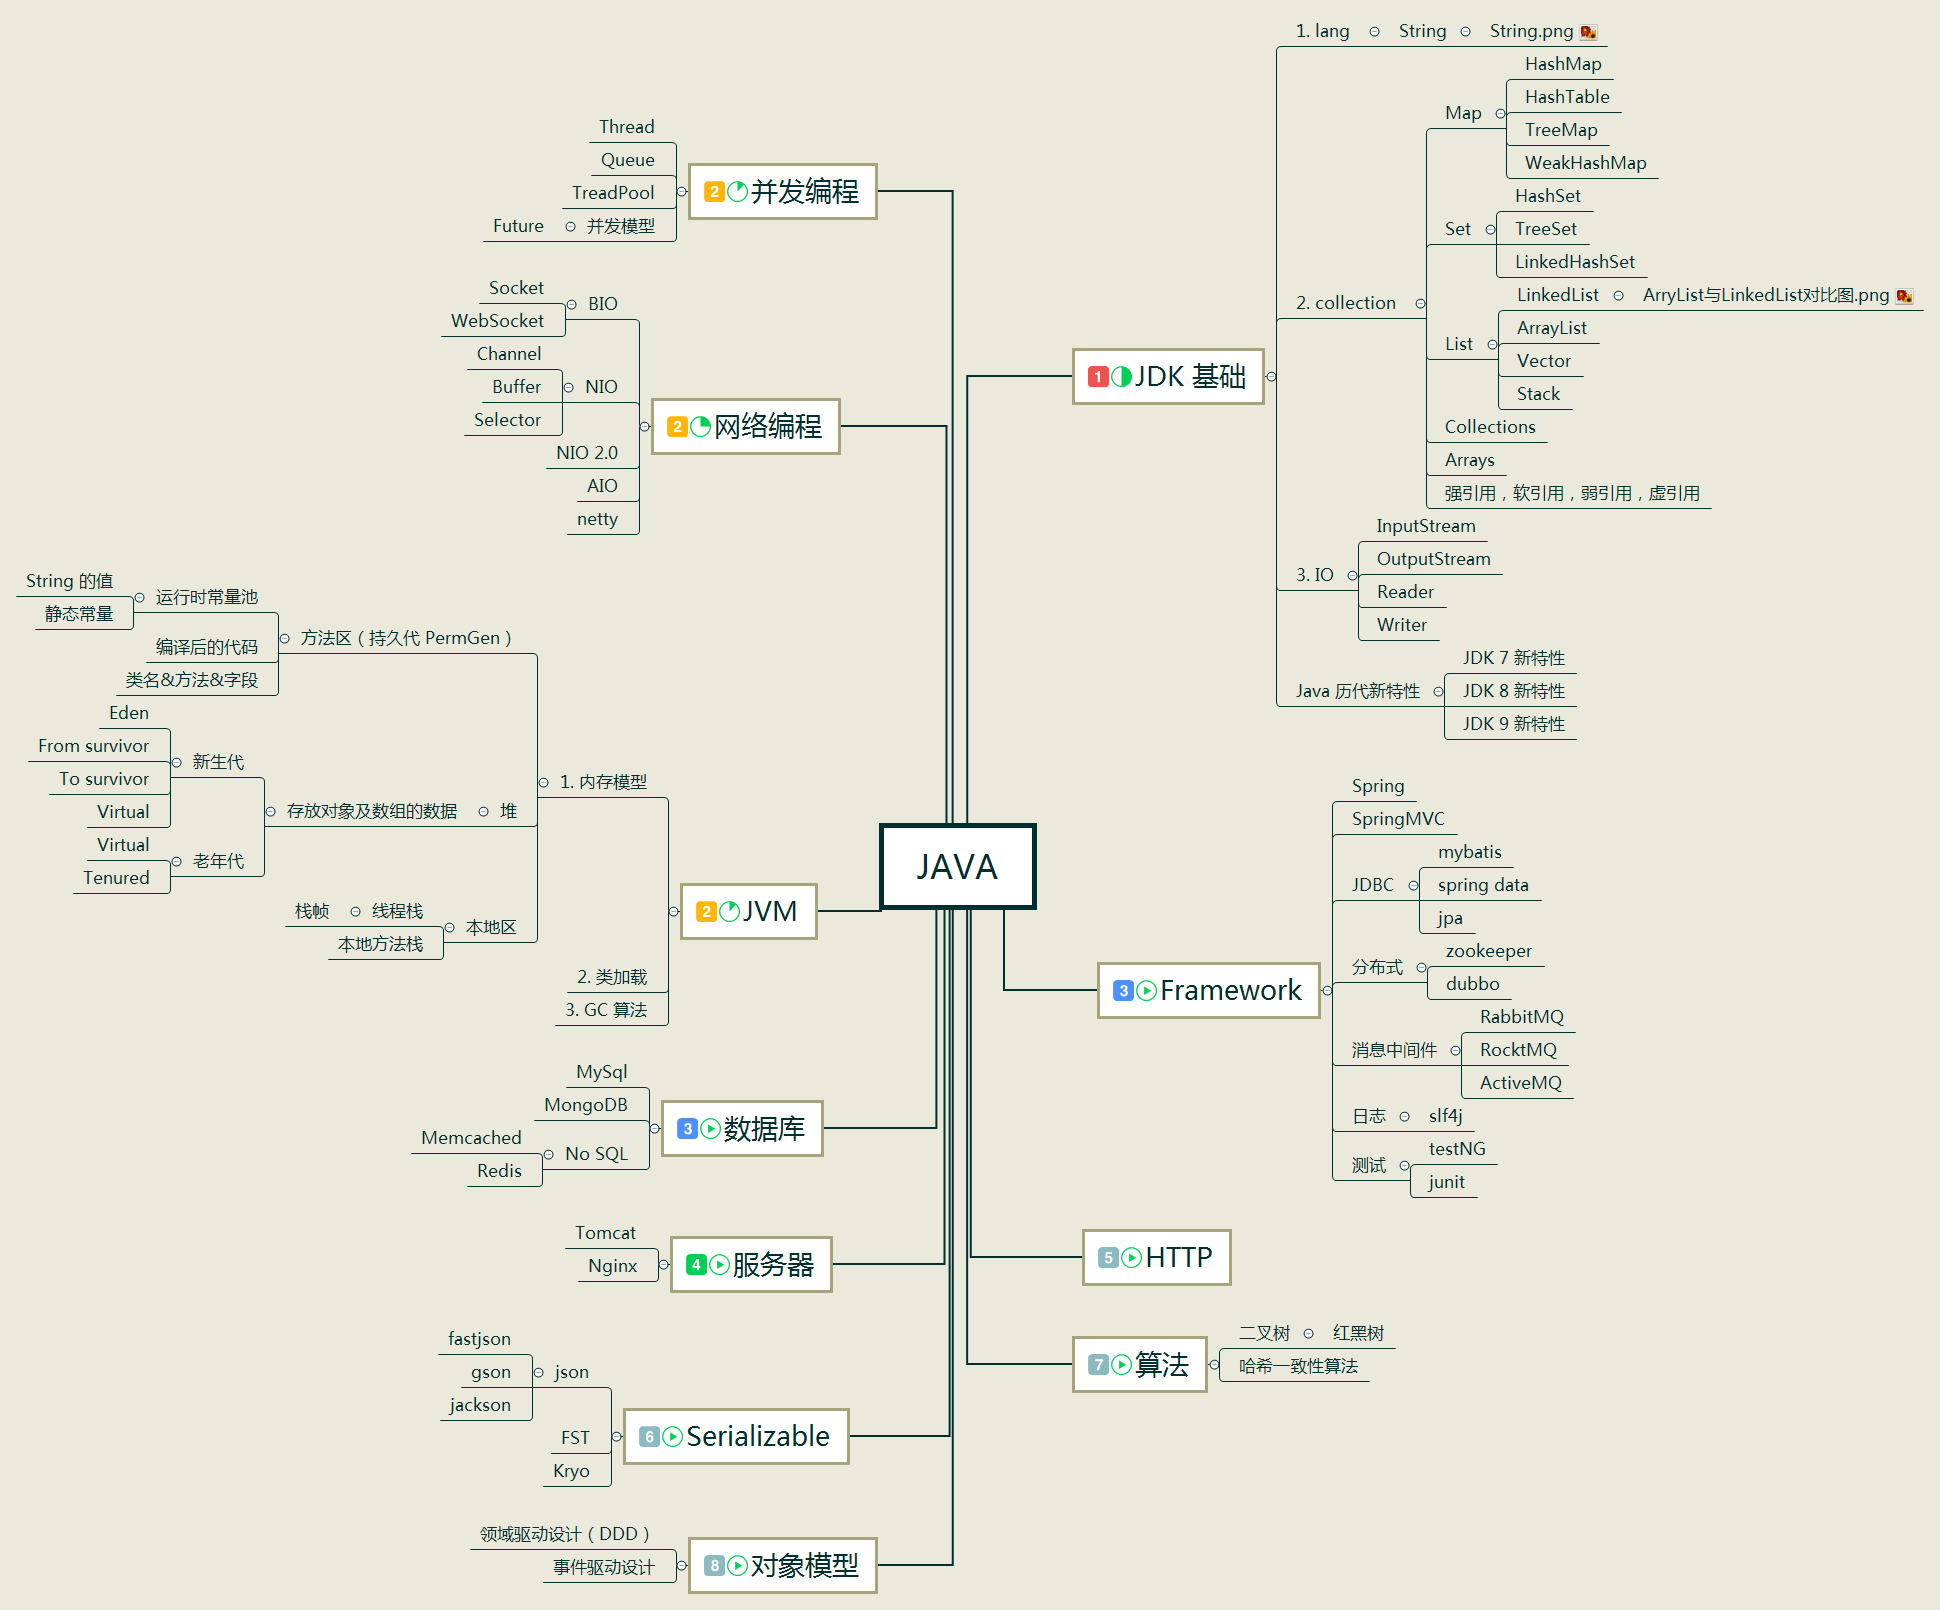 JAVA
1 JDK 基础
1. lang
String
String.png
2. collection
Map
HashMap
HashTable
TreeMap
WeakHashMap
Set
HashSet
TreeSet
LinkedHashSet
List
LinkedList
ArryList与LinkedList对比图.png
ArrayList
Vector
Stack
Collections
Arrays
强引用，软引用，弱引用，虚引用
3. IO
InputStream
OutputStream
Reader
Writer
Java 历代新特性
JDK 7 新特性
JDK 8 新特性
JDK 9 新特性
3 Framework
Spring
SpringMVC
JDBC
mybatis
spring data
jpa
分布式
zookeeper
dubbo
消息中间件
RabbitMQ
RocktMQ
ActiveMQ
日志
slf4j
测试
testNG
junit
5 HTTP
7 算法
二叉树
红黑树
哈希一致性算法
2 并发编程
Thread
Queue
TreadPool
并发模型
Future
2 网络编程
BIO
Socket
WebSocket
NIO
Channel
Buffer
Selector
NIO 2.0
AIO
netty
2 JVM
1. 内存模型
方法区（持久代 PermGen）
运行时常量池
String 的值
静态常量
编译后的代码
类名&方法&字段
堆
存放对象及数组的数据
新生代
Eden
From survivor
To survivor
Virtual
老年代
Virtual
Tenured
本地区
线程栈
栈帧
本地方法栈
2. 类加载
3. GC 算法
3 数据库
MySql
MongoDB
No SQL
Memcached
Redis
4 服务器
Tomcat
Nginx
6 Serializable
json
fastjson
gson
jackson
FST
Kryo
8 对象模型
领域驱动设计（DDD）
事件驱动设计